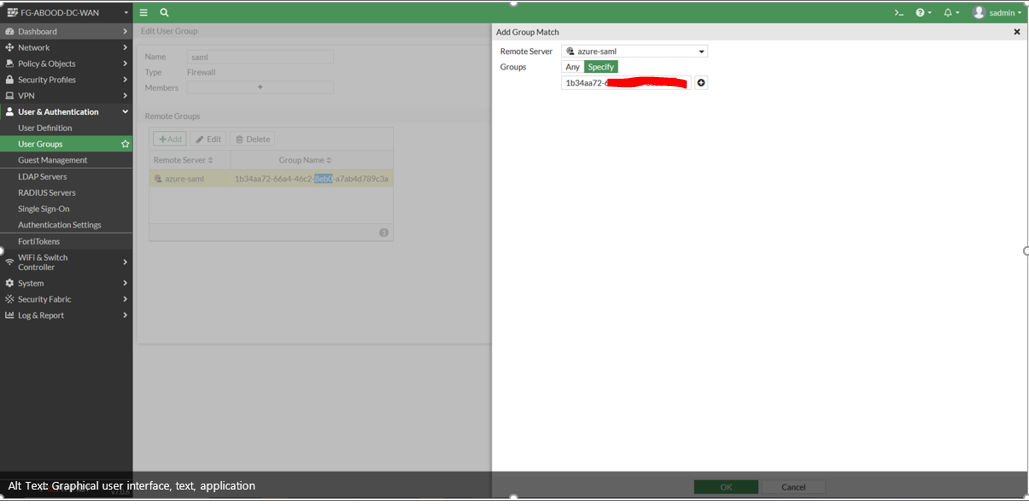 FG-ABOOD-DC-WAN
sadmin
Dashboard
Network
Policy & Objects
Security Profiles
VPN
User & Authentication
User Definition
User Groups
Guest Management
LDAP Servers
RADIUS Servers
Single Sign-On
Authentication Settings
FortiTokens
WiFi & Switch
Controller
System
Security Fabric
Log & Report
Edit User Group
Name saml
Type Firewall
Members +
Remote Groups
+Add Edit Delete
Remote Server Group Name
azure-saml 1b34aa72-66a4-46c2-8eb0-a7ab4d789c3a
1
Add Group Match
Remote Server azure-saml
Groups Any Specify
1b34aa72-6
OK Cancel
Alt Text: Graphical user interface, text, application